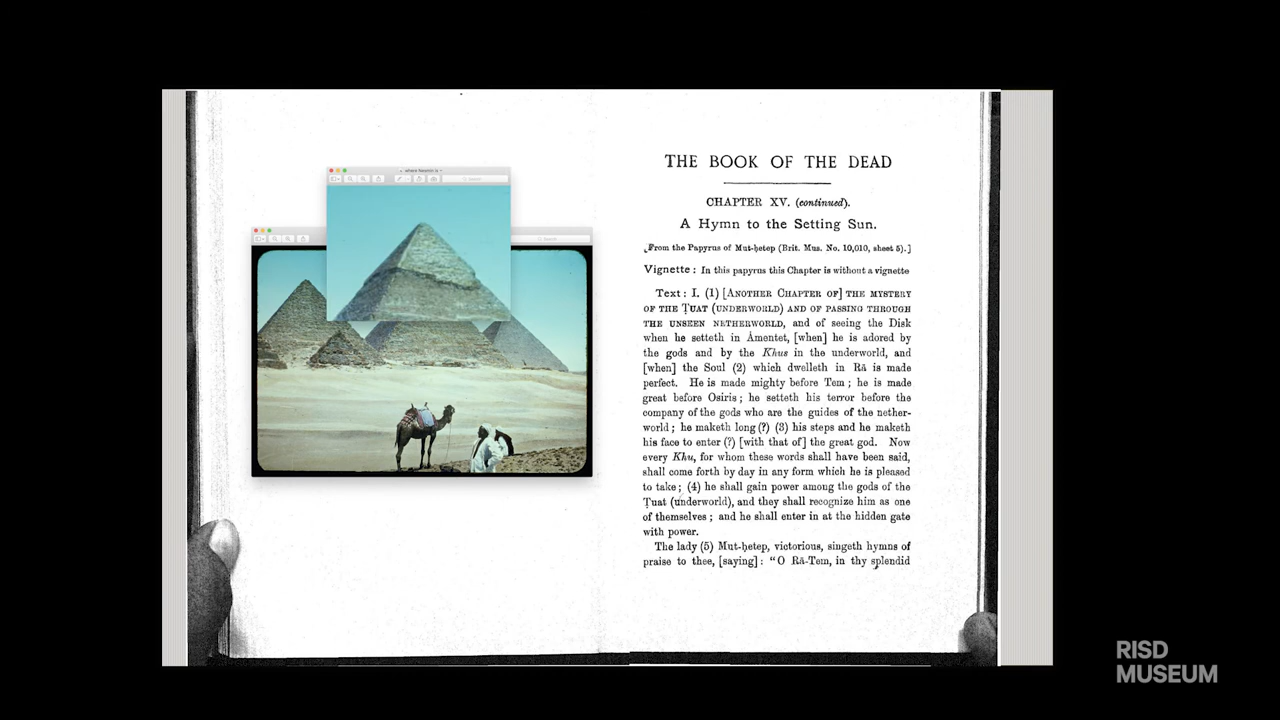 where heaven is
THE BOOK OF THE DEAD
CHAPTER XV. (continued).
A Hymn to the Setting Sun.
[From the Papyrus of Mut-ḥetep (Brit. Mus. No. 10,010, sheet 5).]
Vignette : In this papyrus this Chapter is without a vignette
Text : I. (1) [ANOTHER CHAPTER OF] THE MYSTERY
OF THE Ṭuat (UNDERWORLD) AND OF PASSING THROUGH
THE UNSEEN NETHERWORLD, and of seeing the Disk
when he setteth in Åmentet, [when] he is adored by
the gods and by the Khus in the underworld, and
[when] the Soul (2) which dwelleth in Rā is made
perfect. He is made mighty before Tem ; he is made
great before Osiris ; he setteth his terror before the
company of the gods who are the guides of the nether-
world ; he maketh long (?) (3) his steps and he maketh
his face to enter (?) [with that of] the great god. Now
every Khu, for whom these words shall have been said,
shall come forth by day in any form which he is pleased
to take ; (4) he shall gain power among the gods of the
Ṭuat (underworld), and they shall recognize him as one
of themselves ; and he shall enter in at the hidden gate
with power.
The lady (5) Mut-ḥetep, victorious, singeth hymns of
praise to thee, [saying] : "O Rā-Tem, in thy splendid
RISD
MUSEUM